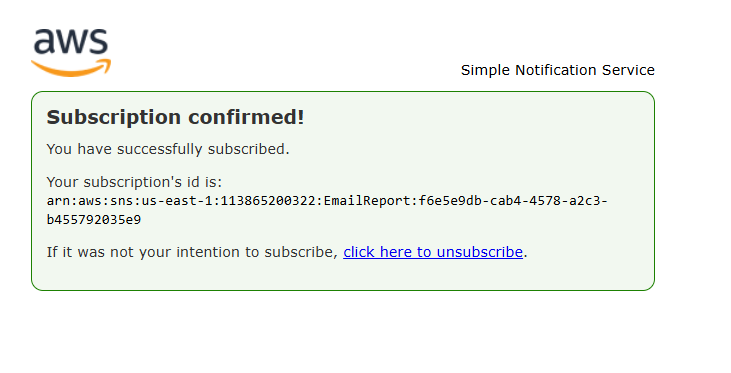 aws
Simple Notification Service
Subscription confirmed!
You have successfully subscribed.
Your subscription's id is:
arn:aws:sns:us-east-1:113865200322:EmailReport:f6e5e9db-cab4-4578-a2c3-
b455792035e9
If it was not your intention to subscribe, click here to unsubscribe.